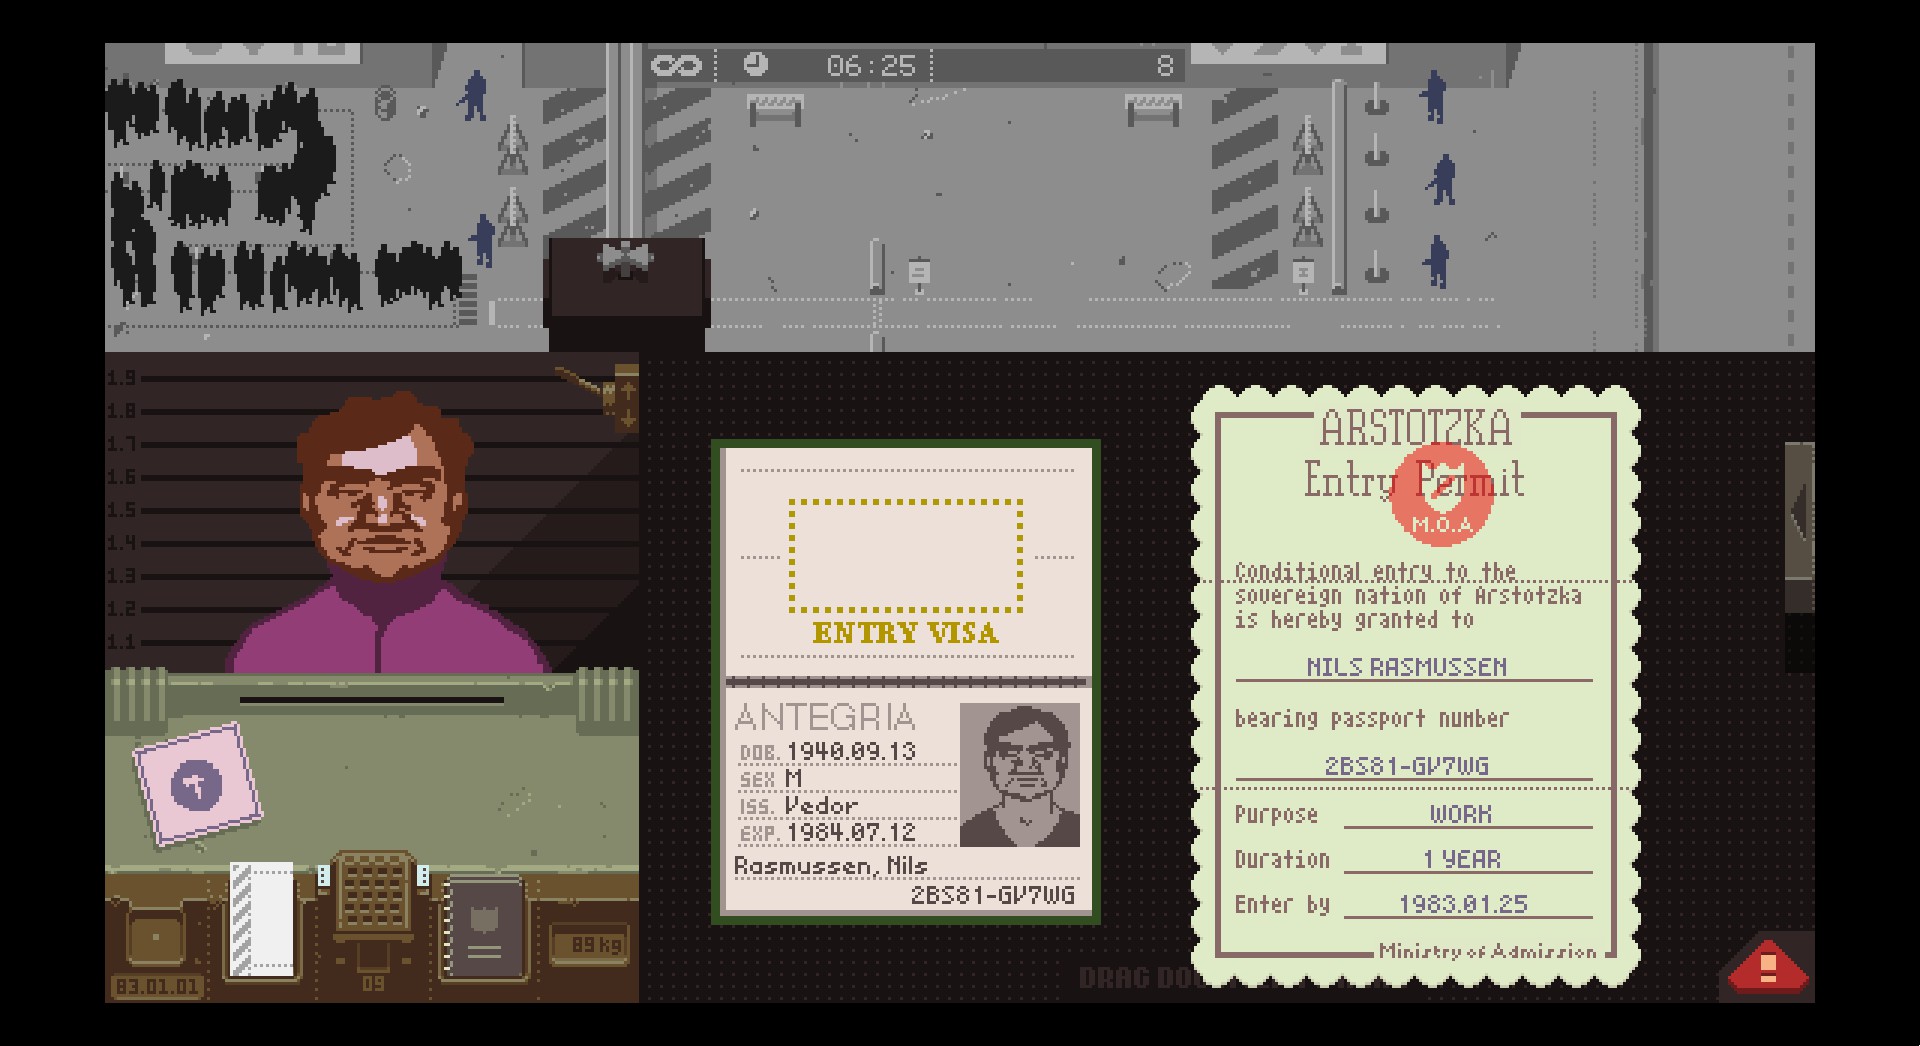 06:25
8
1.9
1.8
1.7
1.6
1.5
1.4
1.3
1.2
1.1
ENTRY VISA
ANTEGRIA
DOB. 1940.09.13
SEX M
ISS. Vedor
EXP. 1984.07.12
Rasmussen, Nils
2BS81-GV7WG
ARSTOTZKA
Entry Permit
M.O.A
Conditional entry to the
sovereign nation of Arstotzka
is hereby granted to
NILS RASMUSSEN
bearing passport number
2BS81-GV7WG
Purpose WORK
Duration 1 YEAR
Enter by 1983.01.25
Ministry of Admission
89kg
83.01.01
09
DRAG